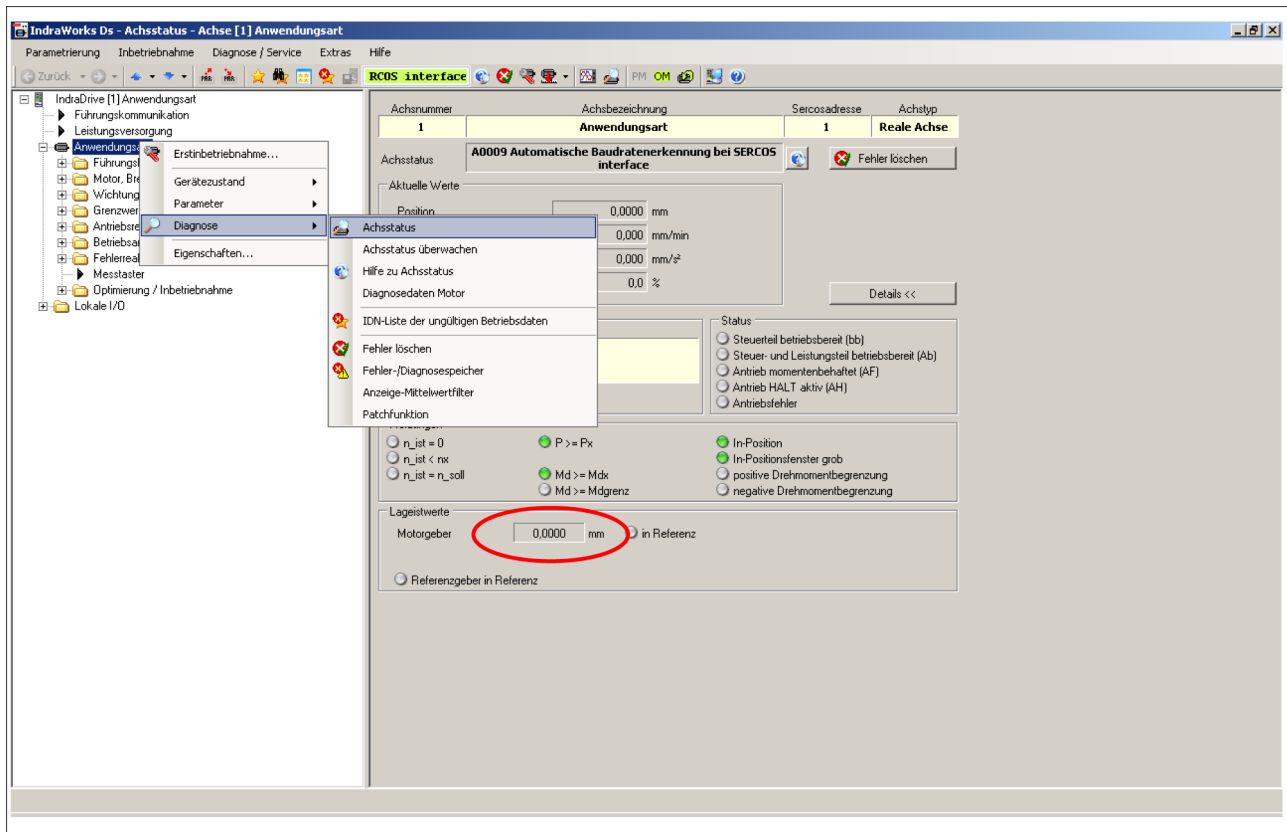 IndraWorks Ds - Achsstatus - Achse [1] Anwendungsart
Parametrierung Inbetriebnahme Diagnose / Service Extras Hilfe
Zurück RCOS interface PM OM
IndraDrive [1] Anwendungsart
Führungskommunikation
Leistungsversorgung
Anwendungsa
Führungs
Motor, Bre
Wichtung
Grenzwer
Antriebsre
Betriebsa
Fehlerreal
Messtaster
Optimierung / Inbetriebnahme
Lokale I/O
Erstinbetriebnahme...
Gerätezustand
Parameter
Diagnose
Eigenschaften...
Achsstatus
Achsstatus überwachen
Hilfe zu Achsstatus
Diagnosedaten Motor
IDN-Liste der ungültigen Betriebsdaten
Fehler löschen
Fehler-/Diagnosespeicher
Anzeige-Mittelwertfilter
Patchfunktion
Achsnummer Achsbezeichnung Sercosadresse Achstyp
1 Anwendungsart 1 Reale Achse
Achsstatus A0009 Automatische Baudratenerkennung bei SERCOS
interface
Fehler löschen
Aktuelle Werte
Position 0,0000 mm
0,000 mm/min
0,000 mm/s²
0,0 %
Details <<
Status
Steuerteil betriebsbereit (bb)
Steuer- und Leistungsteil betriebsbereit (Ab)
Antrieb momentenbehaftet (AF)
Antrieb HALT aktiv (AH)
Antriebsfehler
n_ist = 0 P >= Px In-Position
n_ist < nx In-Positionsfenster grob
n_ist = n_soll Md >= Mdx positive Drehmomentbegrenzung
Md >= Mdgrenz negative Drehmomentbegrenzung
Lageistwerte
Motorgeber 0,0000 mm in Referenz
Referenzgeber in Referenz